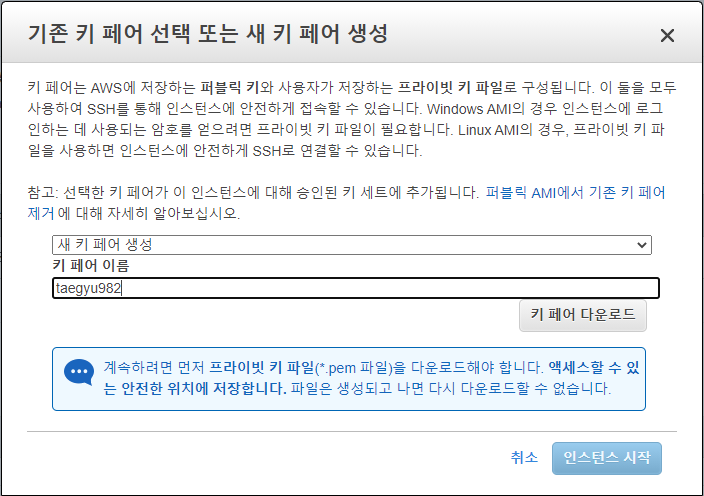 기존 키 페어 선택 또는 새 키 페어 생성
키 페어는 AWS에 저장하는 퍼블릭 키와 사용자가 저장하는 프라이빗 키 파일로 구성됩니다. 이 둘을 모두
사용하여 SSH를 통해 인스턴스에 안전하게 접속할 수 있습니다. Windows AMI의 경우 인스턴스에 로그
인하는 데 사용되는 암호를 얻으려면 프라이빗 키 파일이 필요합니다. Linux AMI의 경우, 프라이빗 키 파
일을 사용하면 인스턴스에 안전하게 SSH로 연결할 수 있습니다.
참고: 선택한 키 페어가 이 인스턴스에 대해 승인된 키 세트에 추가됩니다. 퍼블릭 AMI에서 기존 키 페어
제거에 대해 자세히 알아보십시오.
새 키 페어 생성
키 페어 이름
taegyu982
키 페어 다운로드
계속하려면 먼저 프라이빗 키 파일(*.pem 파일)을 다운로드해야 합니다. 액세스할 수 있
는 안전한 위치에 저장합니다. 파일은 생성되고 나면 다시 다운로드할 수 없습니다.
취소
인스턴스 시작